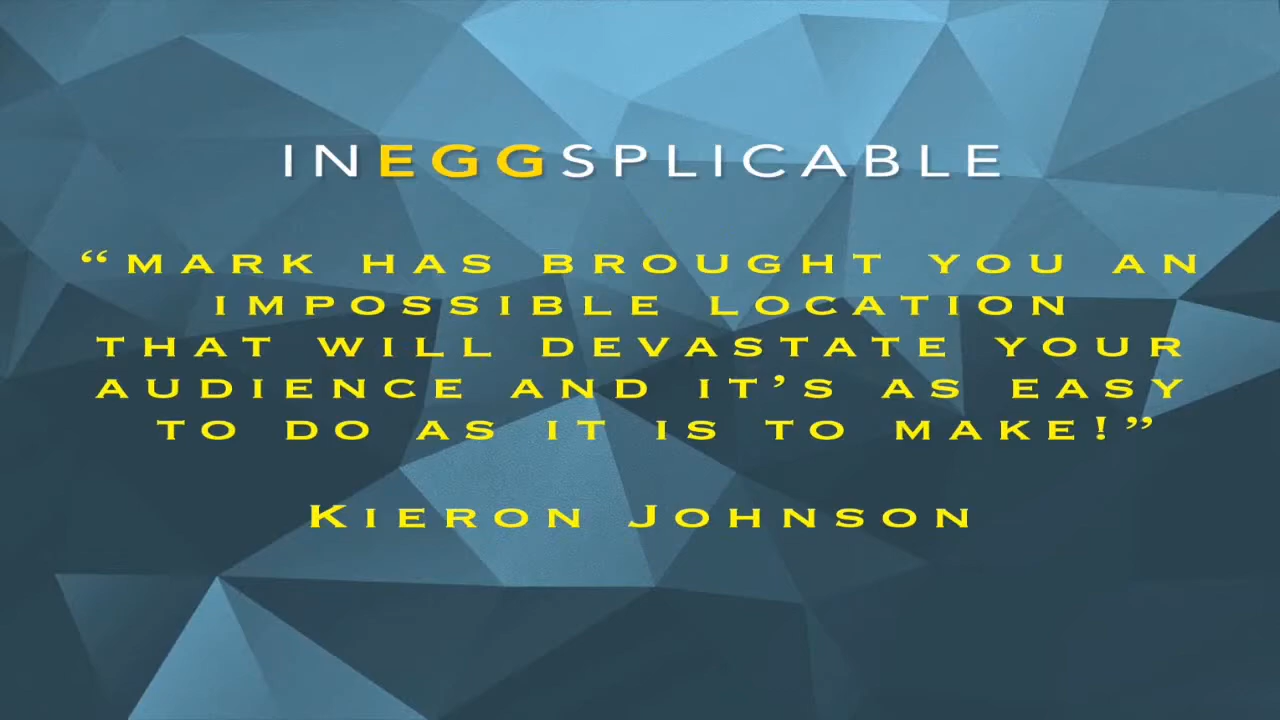 INEGGSPLICABLE
“MARK HAS BROUGHT YOU AN
IMPOSSIBLE LOCATION
THAT WILL DEVASTATE YOUR
AUDIENCE AND IT’S AS EASY
TO DO AS IT IS TO MAKE!”
KIERON JOHNSON